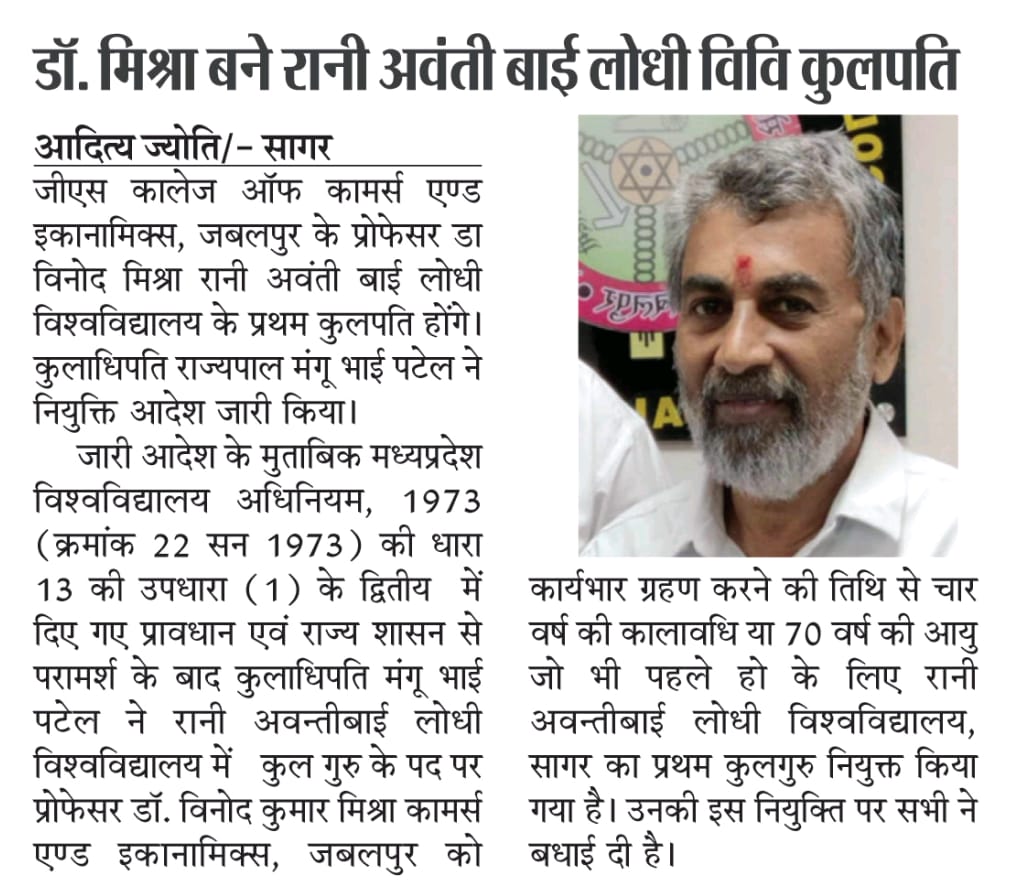 डॉ. मिश्रा बने रानी अवंती बाई लोधी विवि कुलपति
आदित्य ज्योति/- सागर
जीएस कालेज ऑफ कामर्स एण्ड
इकानामिक्स, जबलपुर के प्रोफेसर डा
विनोद मिश्रा रानी अवंती बाई लोधी
विश्वविद्यालय के प्रथम कुलपति होंगे।
कुलाधिपति राज्यपाल मंगू भाई पटेल ने
नियुक्ति आदेश जारी किया।
जारी आदेश के मुताबिक मध्यप्रदेश
विश्वविद्यालय अधिनियम, 1973
(क्रमांक 22 सन 1973) की धारा
13 की उपधारा (1) के द्वितीय में
दिए गए प्रावधान एवं राज्य शासन से
परामर्श के बाद कुलाधिपति मंगू भाई
पटेल ने रानी अवन्तीबाई लोधी
विश्वविद्यालय में कुल गुरु के पद पर
प्रोफेसर डॉ. विनोद कुमार मिश्रा कामर्स
एण्ड इकानामिक्स, जबलपुर को
कार्यभार ग्रहण करने की तिथि से चार
वर्ष की कालावधि या 70 वर्ष की आयु
जो भी पहले हो के लिए रानी
अवन्तीबाई लोधी विश्वविद्यालय,
सागर का प्रथम कुलगुरु नियुक्त किया
गया है। उनकी इस नियुक्ति पर सभी ने
बधाई दी है।